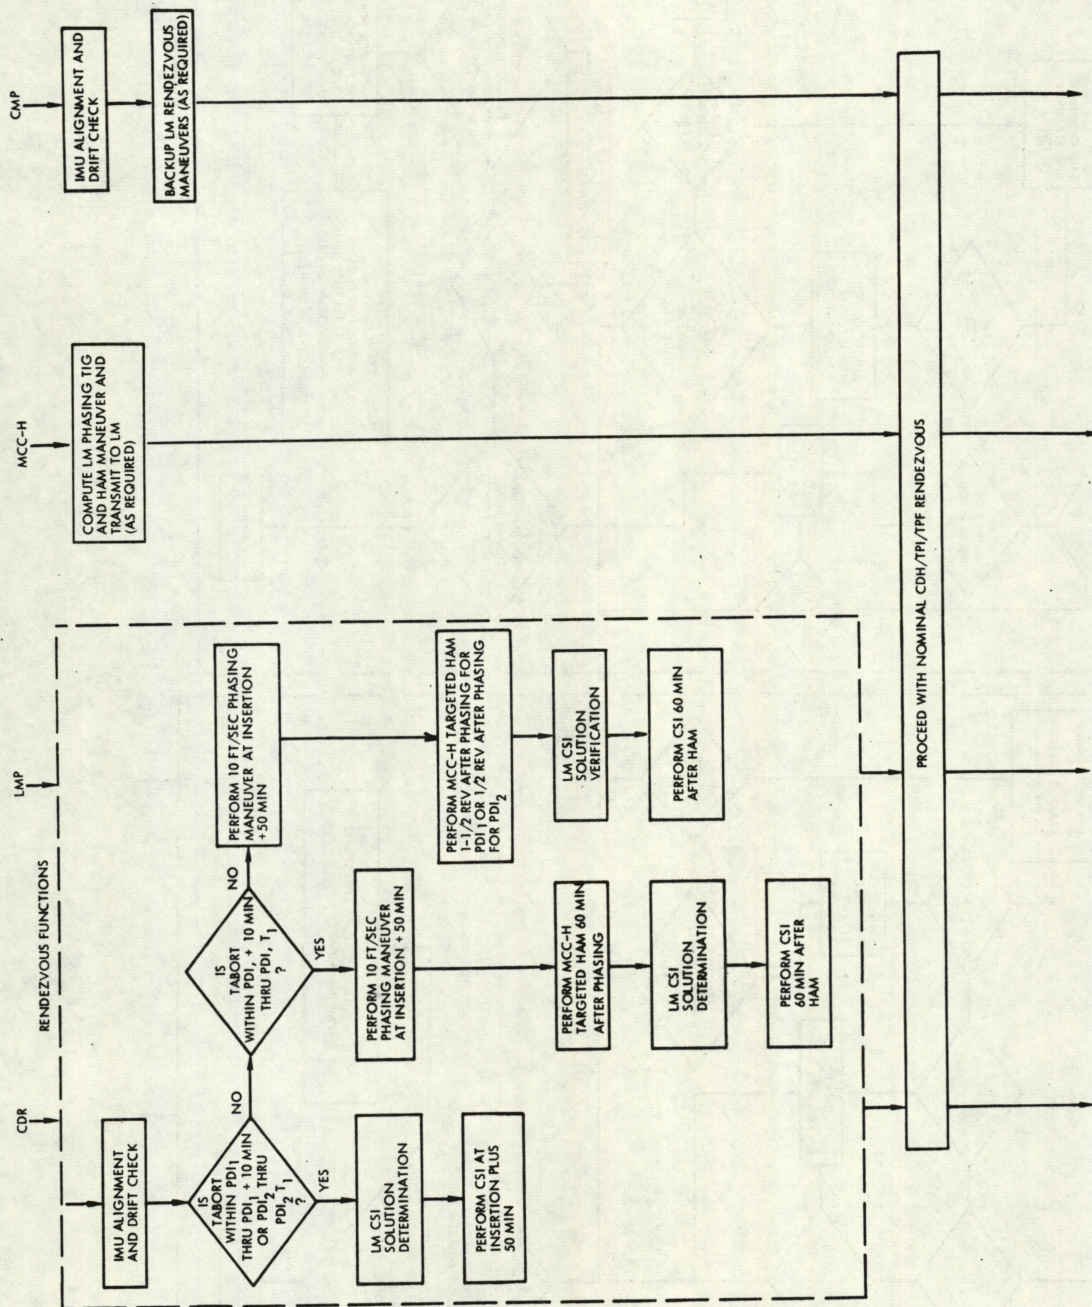 RENDEZVOUS FUNCTIONS
CDR
LMP
MCC-H
CMP
IMU ALIGNMENT
AND DRIFT CHECK
IS
TABORT
WITHIN PDI1
THRU PDI1 + 10 MIN
OR PDI2 THRU
PDI2 T1
?
NO
YES
LM CSI
SOLUTION
DETERMINATION
PERFORM CSI AT
INSERTION PLUS
50 MIN
IS
TABORT
WITHIN PDI, + 10 MIN
THRU PDI, T1
?
NO
YES
PERFORM 10 FT/SEC
PHASING MANEUVER
AT INSERTION + 50 MIN
PERFORM MCC-H
TARGETED HAM 60 MIN
AFTER PHASING
LM CSI
SOLUTION
DETERMINATION
PERFORM CSI
60 MIN AFTER
HAM
PERFORM 10 FT/SEC PHASING
MANEUVER AT INSERTION
+50 MIN
PERFORM MCC-H TARGETED HAM
1-1/2 REV AFTER PHASING FOR
PDI1 OR 1/2 REV AFTER PHASING
FOR PDI2
LM CSI
SOLUTION
VERIFICATION
PERFORM CSI 60 MIN
AFTER HAM
COMPUTE LM PHASING TIG
AND HAM MANEUVER AND
TRANSMIT TO LM
(AS REQUIRED)
IMU ALIGNMENT AND
DRIFT CHECK
BACKUP LM RENDEZVOUS
MANEUVERS (AS REQUIRED)
PROCEED WITH NOMINAL CDH/TPI/TPF RENDEZVOUS